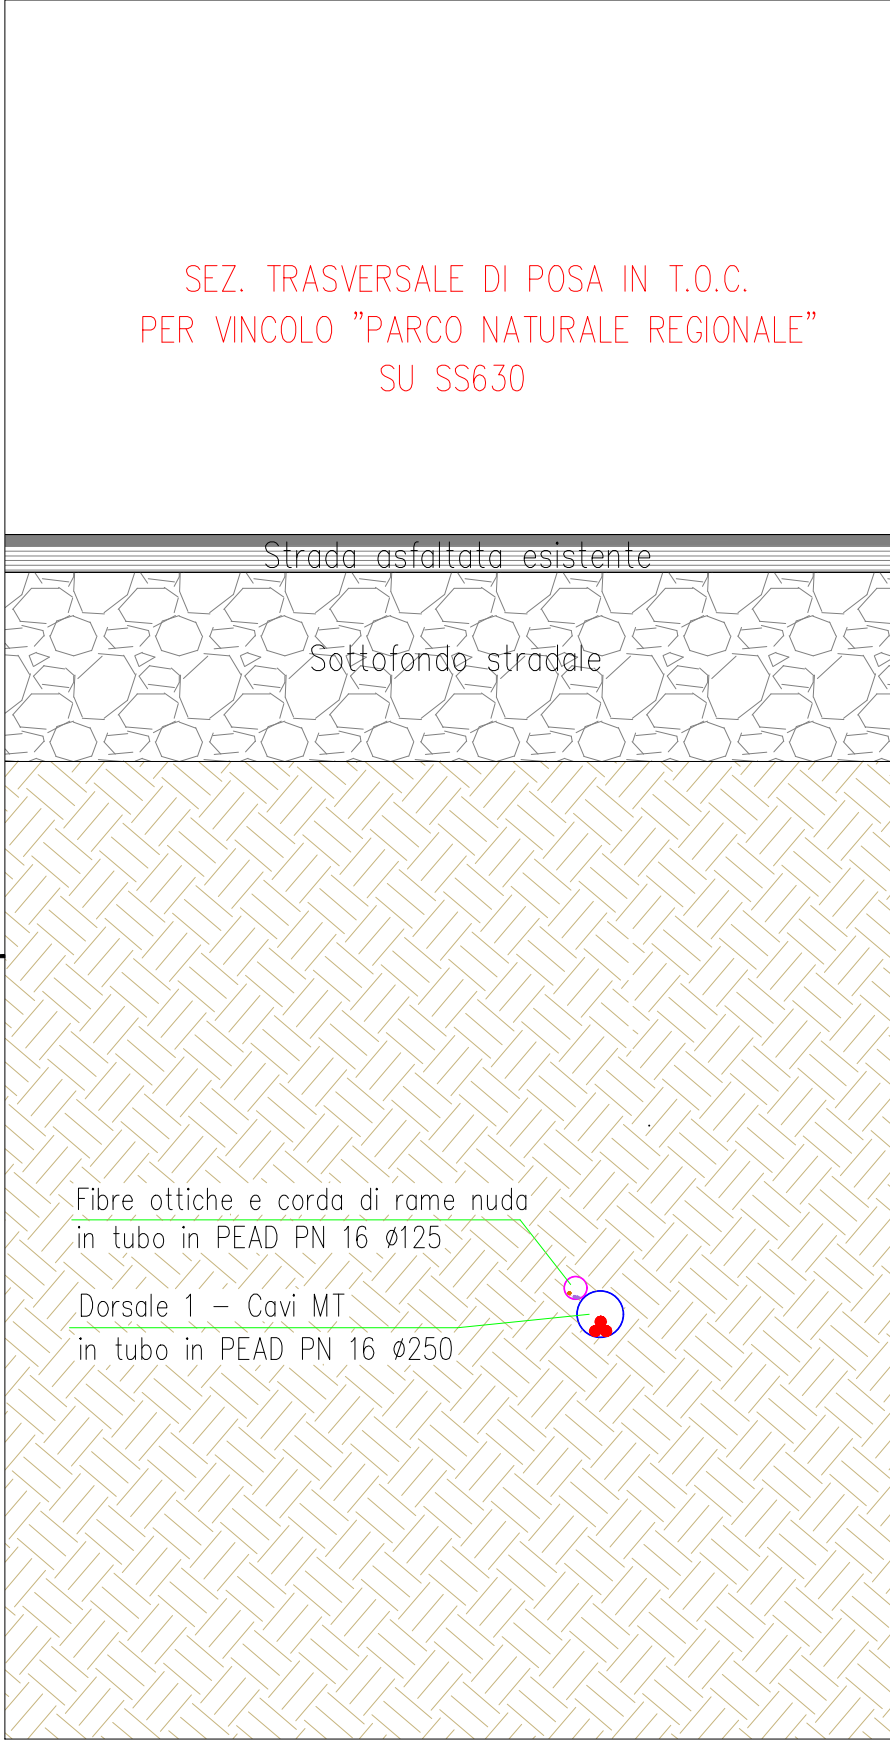 SEZ. TRASVERSALE DI POSA IN T.O.C.
PER VINCOLO "PARCO NATURALE REGIONALE"
SU SS630
Strada asfaltata esistente
Sottofondo stradale
Fibre ottiche e corda di rame nuda
in tubo in PEAD PN 16 Ø125
Dorsale 1 – Cavi MT
in tubo in PEAD PN 16 Ø250